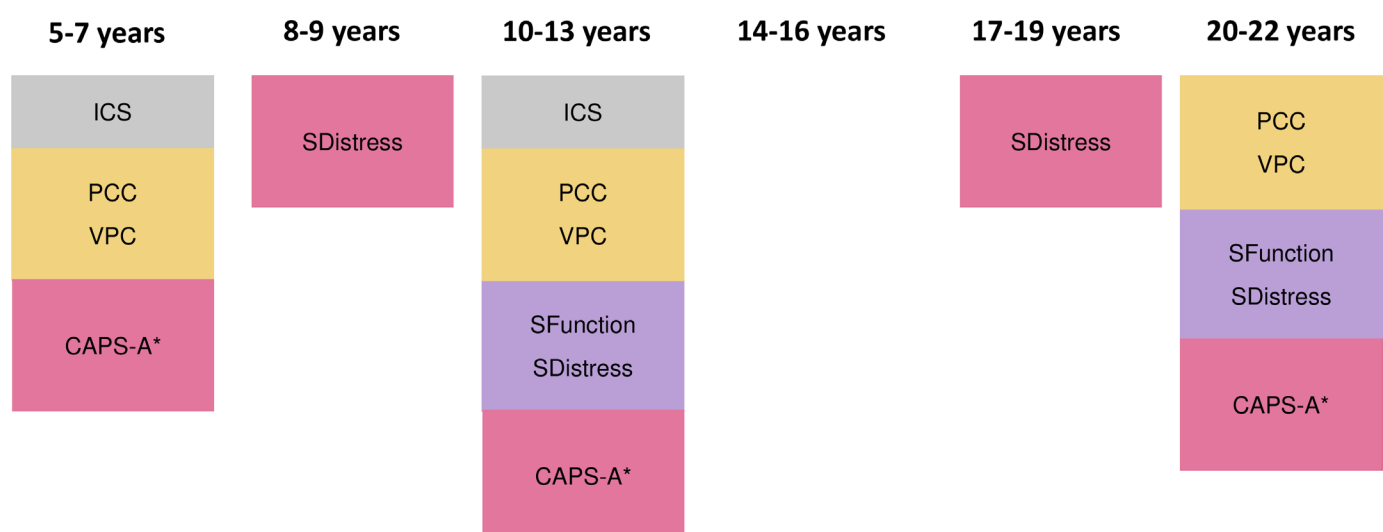 5-7 years
8-9 years
10-13 years
14-16 years
17-19 years
20-22 years
ICS
PCC
VPC
CAPS-A*
SDistress
ICS
PCC
VPC
SFunction
SDistress
CAPS-A*
SDistress
PCC
VPC
SFunction
SDistress
CAPS-A*